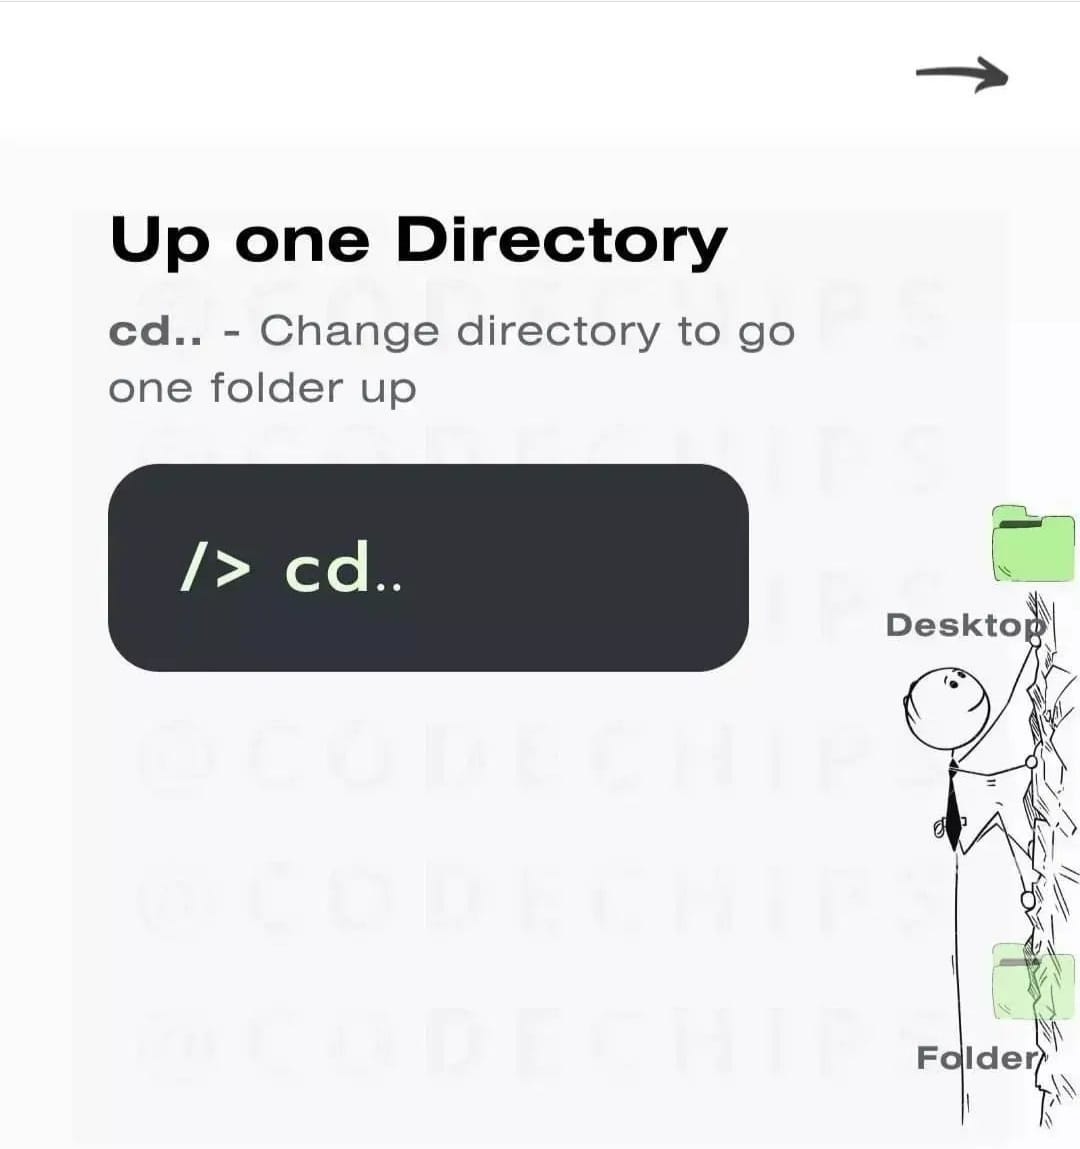 Up one Directory
cd.. - Change directory to go
one folder up
@CODECHIPS
@CODECHIPS
/> cd..
PS
Desktop
@CODECHIPS
@CODECHIPS
@CODECHIPS
Folder